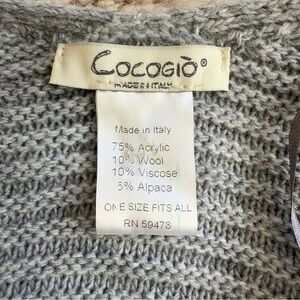 Cocogiò®
MADE IN ITALY
Made in Italy
75% Acrylic
10% Wool
10% Viscose
5% Alpaca
ONE SIZE FITS ALL
RN 59473